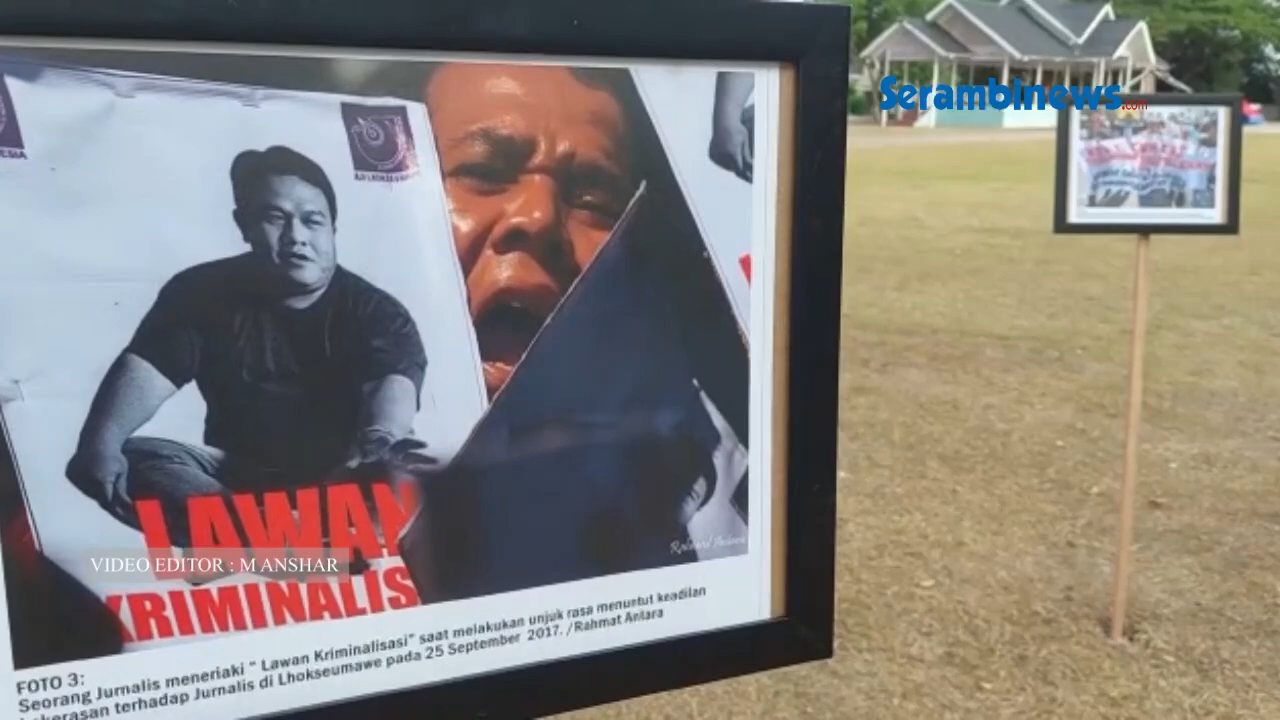 Serambinews.com
ESIA
LAWAN
KRIMINALIS
VIDEO EDITOR : M ANSHAR
FOTO 3:
Seorang Jurnalis meneriaki " Lawan Kriminalisasi" saat melakukan unjuk rasa menuntut keadilan
kekerasan terhadap Jurnalis di Lhokseumawe pada 25 September 2017. /Rahmat Antara